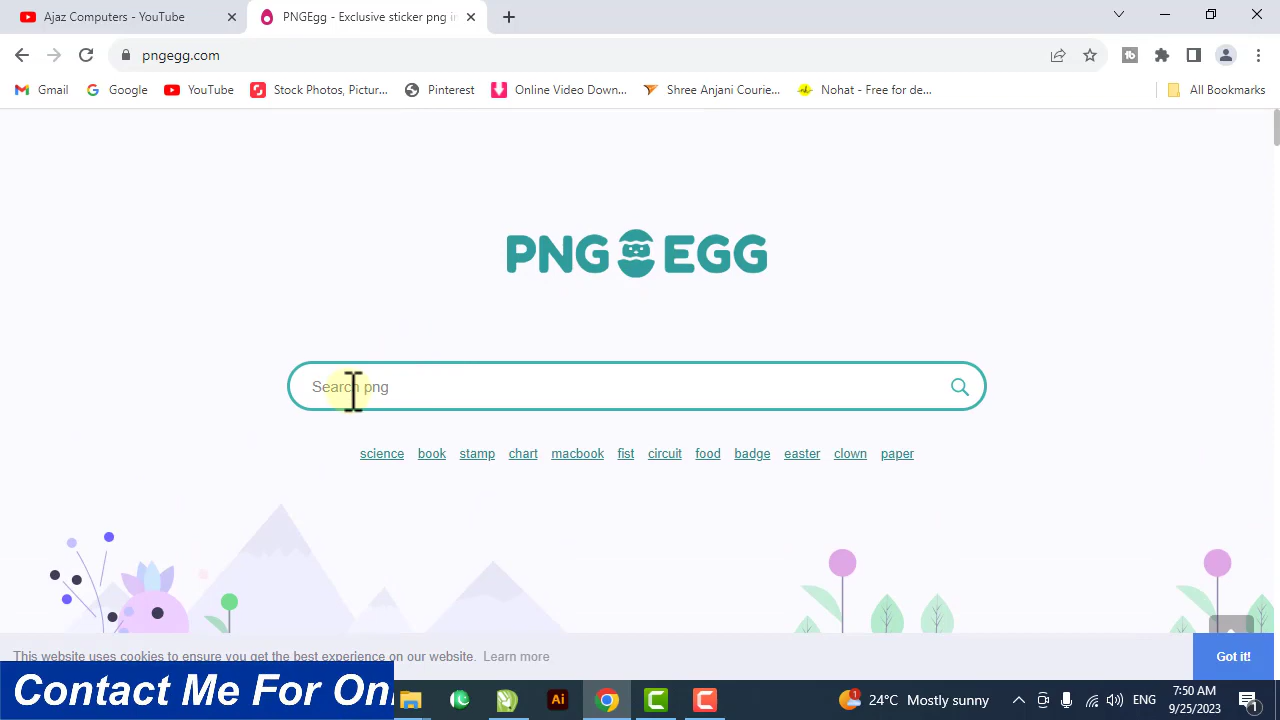 Ajaz Computers - YouTube
PNGEgg - Exclusive sticker png in
pngegg.com
Gmail
Google
YouTube
Stock Photos, Pictur...
Pinterest
Online Video Down...
Shree Anjani Courie...
Nohat - Free for de...
All Bookmarks
PNG EGG
Search png
science book stamp chart macbook fist circuit food badge easter clown paper
This website uses cookies to ensure you get the best experience on our website. Learn more
Got it!
Contact Me For On
Ai
1
24°C Mostly sunny
ENG
7:50 AM
9/25/2023
1